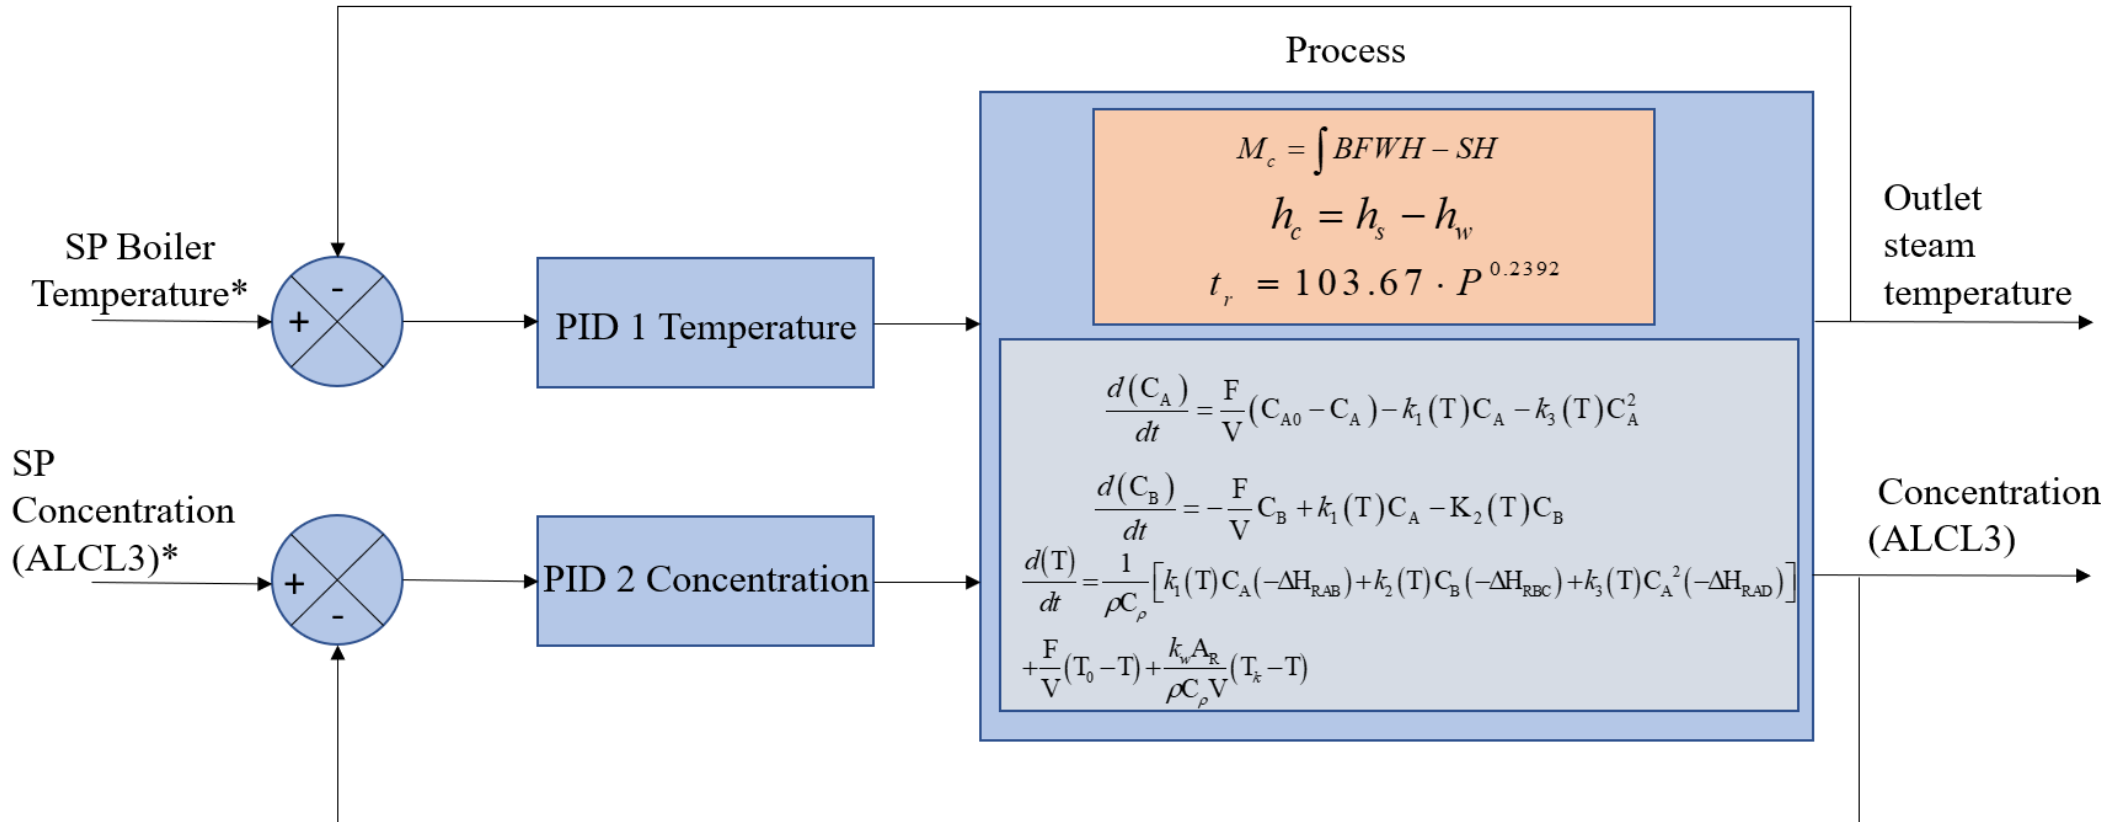 Process
SP Boiler
Temperature*
-
+
PID 1 Temperature
M_c = ∫ BFWH − SH
h_c = h_s − h_w
t_r = 103.67 · P^0.2392
Outlet
steam
temperature
SP
Concentration
(ALCL3)*
+
-
PID 2 Concentration
d(C_A)/dt = F/V (C_A0 − C_A) − k_1(T)C_A − k_3(T)C_A^2
d(C_B)/dt = − F/V C_B + k_1(T)C_A − K_2(T)C_B
d(T)/dt = 1/ρC_ρ [k_1(T)C_A(−ΔH_RAB) + k_2(T)C_B(−ΔH_RBC) + k_3(T)C_A^2(−ΔH_RAD)]
+ F/V (T_0 − T) + k_wA_R/ρC_ρV (T_k − T)
Concentration
(ALCL3)